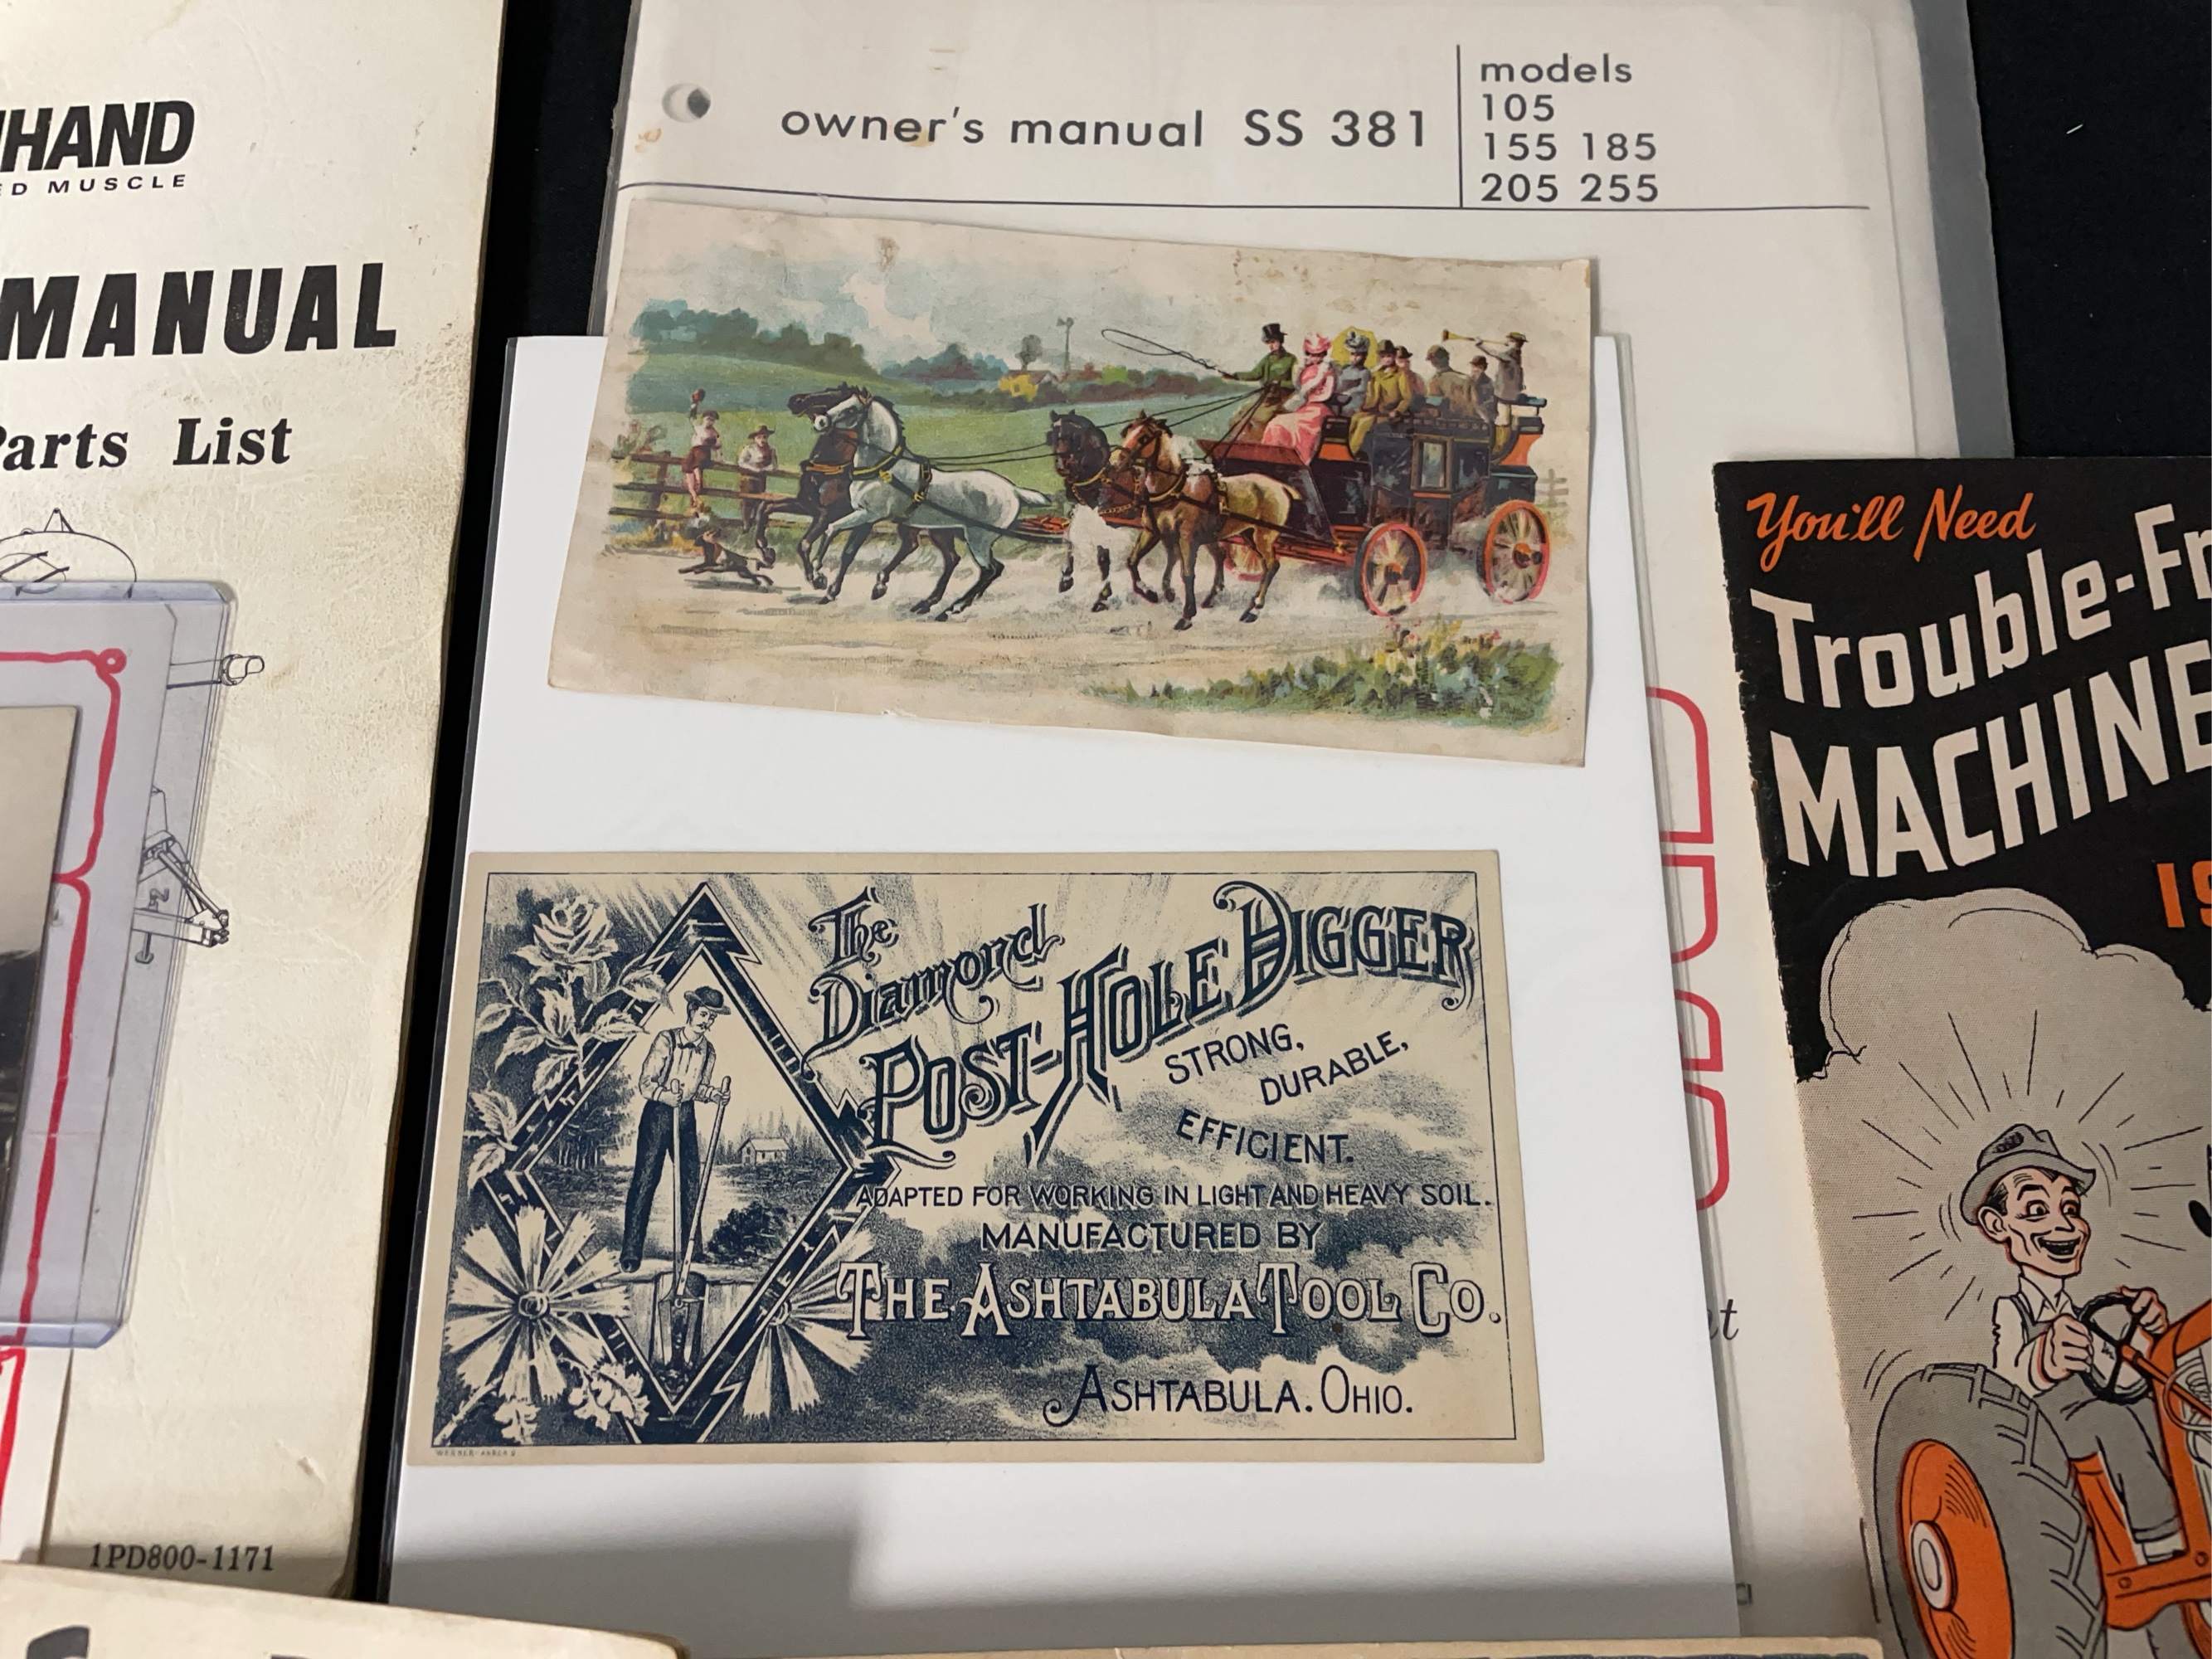 HAND
MUSCLE
MANUAL
Parts List
1PD800-1171
owner's manual SS 381
models
105
155 185
205 255
The
Diamond
POST-HOLE DIGGER
STRONG,
DURABLE,
EFFICIENT.
ADAPTED FOR WORKING IN LIGHT AND HEAVY SOIL.
MANUFACTURED BY
THE ASHTABULA TOOL CO.
ASHTABULA. OHIO.
You'll Need
Trouble-Fr
MACHINE
19